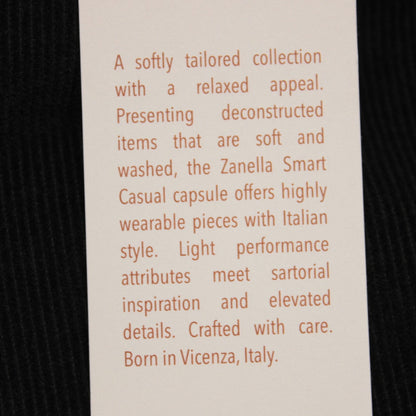 A softly tailored collection
with a relaxed appeal.
Presenting deconstructed
items that are soft and
washed, the Zanella Smart
Casual capsule offers highly
wearable pieces with Italian
style. Light performance
attributes meet sartorial
inspiration and elevated
details. Crafted with care.
Born in Vicenza, Italy.